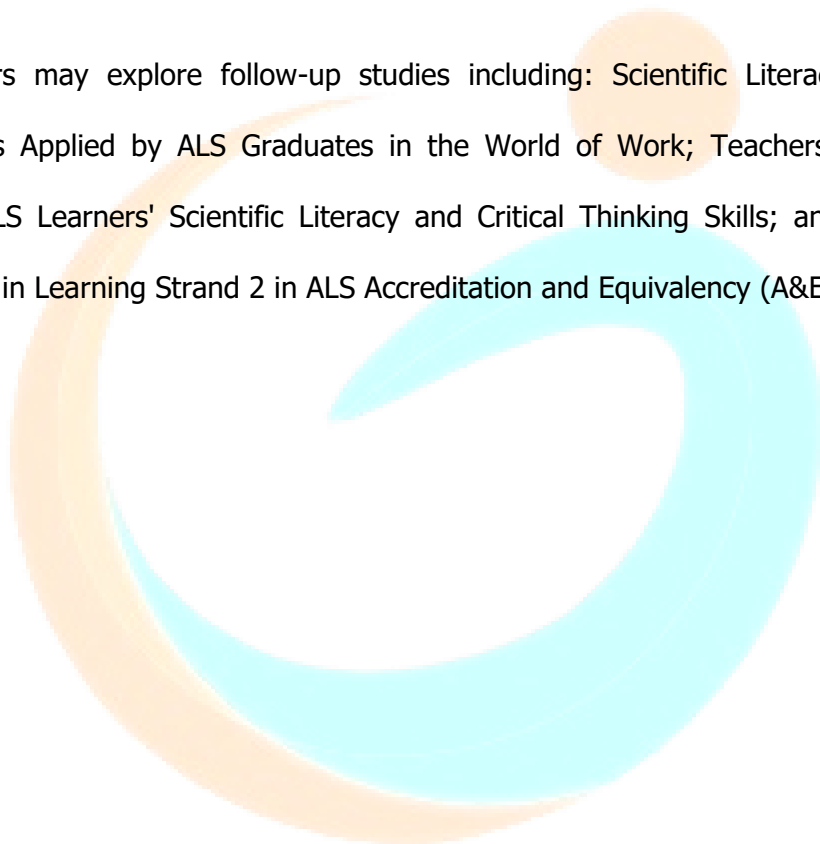 rs may explore follow-up studies including: Scientific Litera
s Applied by ALS Graduates in the World of Work; Teachers
LS Learners' Scientific Literacy and Critical Thinking Skills; an
in Learning Strand 2 in ALS Accreditation and Equivalency (A&E